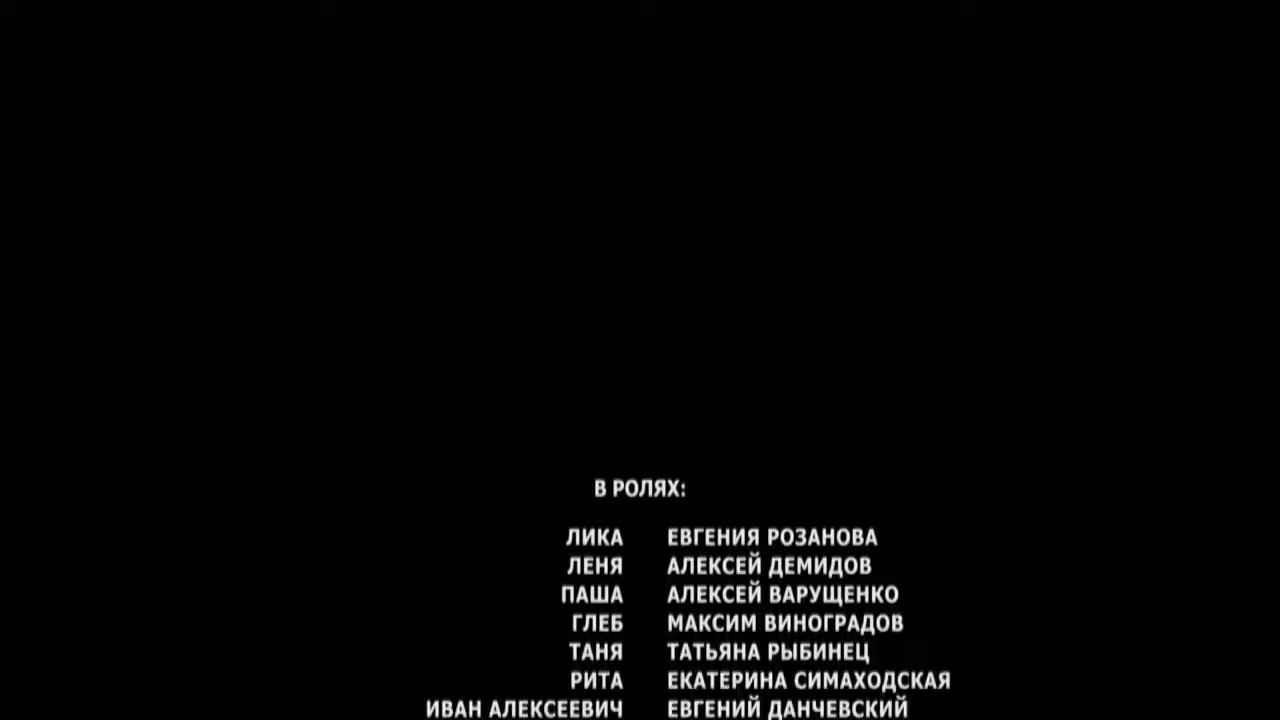 В РОЛЯХ:
ЛИКА ЕВГЕНИЯ РОЗАНОВА
ЛЕНЯ АЛЕКСЕЙ ДЕМИДОВ
ПАША АЛЕКСЕЙ ВАРУЩЕНКО
ГЛЕБ МАКСИМ ВИНОГРАДОВ
ТАНЯ ТАТЬЯНА РЫБИНЕЦ
РИТА ЕКАТЕРИНА СИМАХОДСКАЯ
ИВАН АЛЕКСЕЕВИЧ ЕВГЕНИЙ ДАНЧЕВСКИЙ